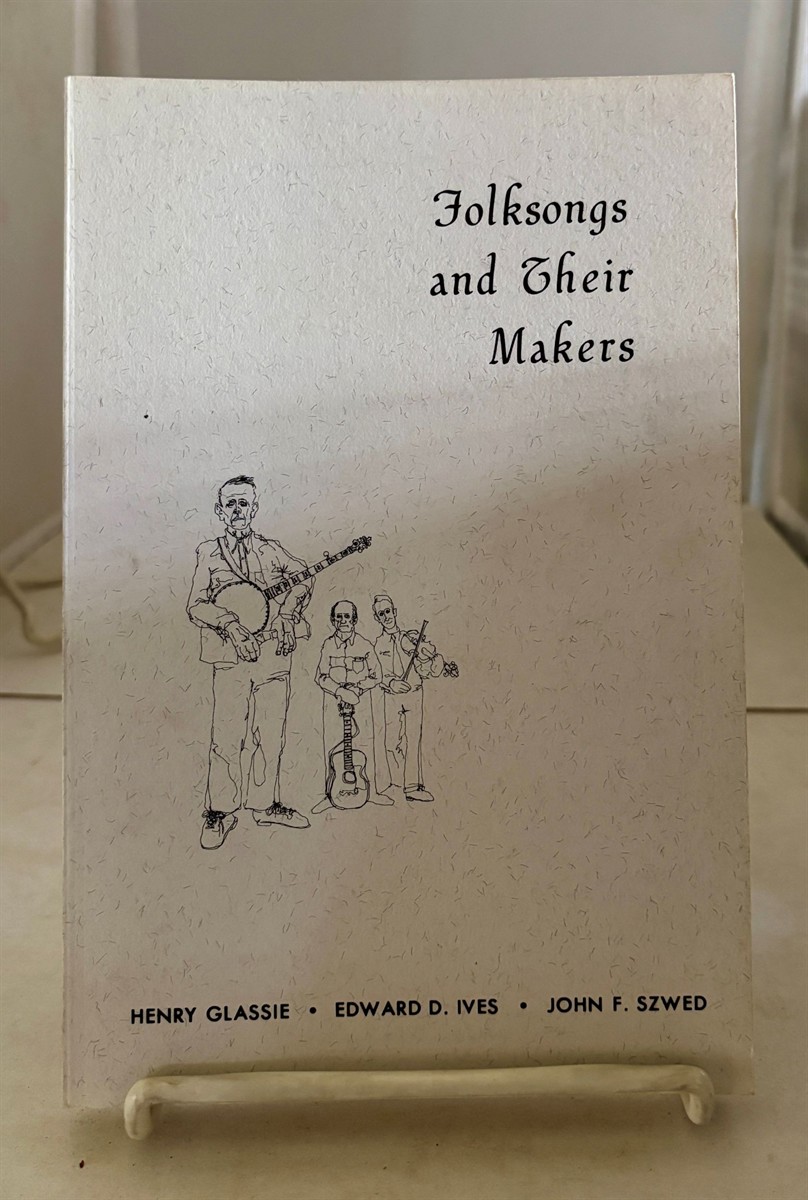 Folksongs
and Their
Makers
HENRY GLASSIE • EDWARD D. IVES • JOHN F. SZWED